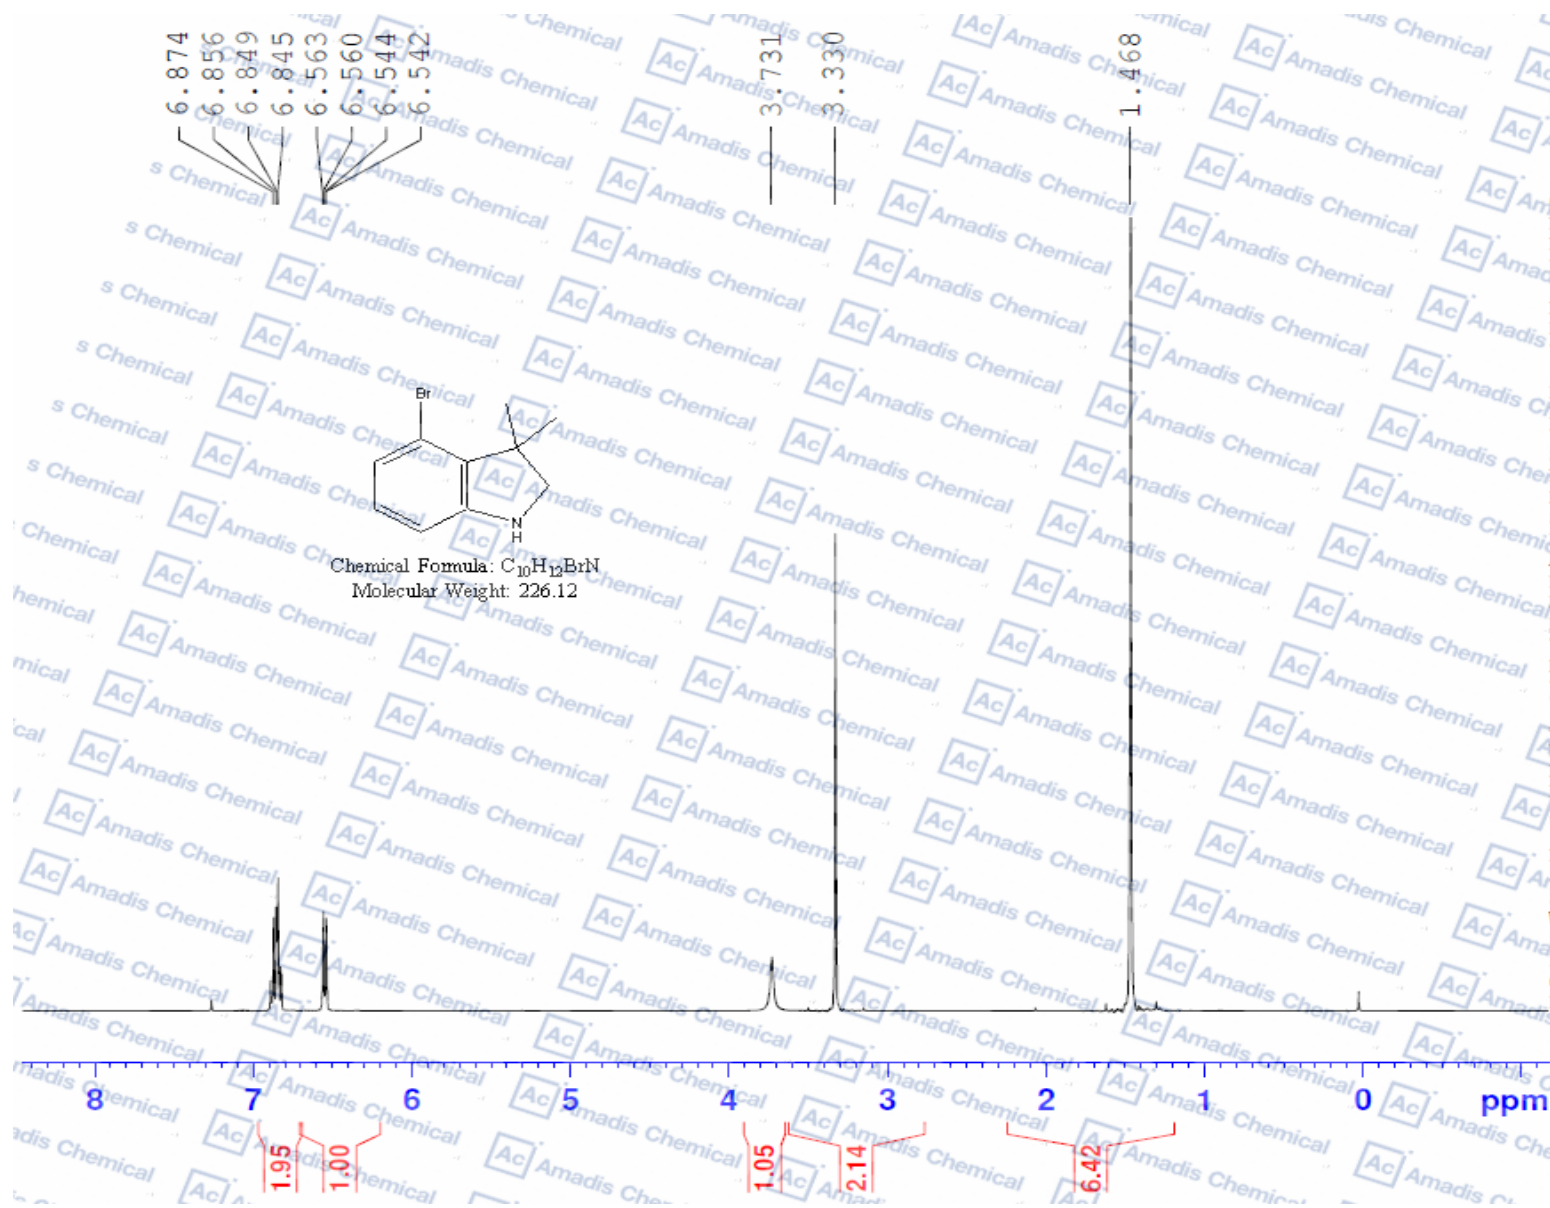 6.874
6.856
6.849
6.845
6.563
6.560
6.544
6.542
3.731
3.330
1.468
Br
N
H
Chemical Formula: C10H12BrN
Molecular Weight: 226.12
8 7 6 5 4 3 2 1 0 ppm
1.95
1.00
1.05
2.14
6.42
Ac Amadis Chemical